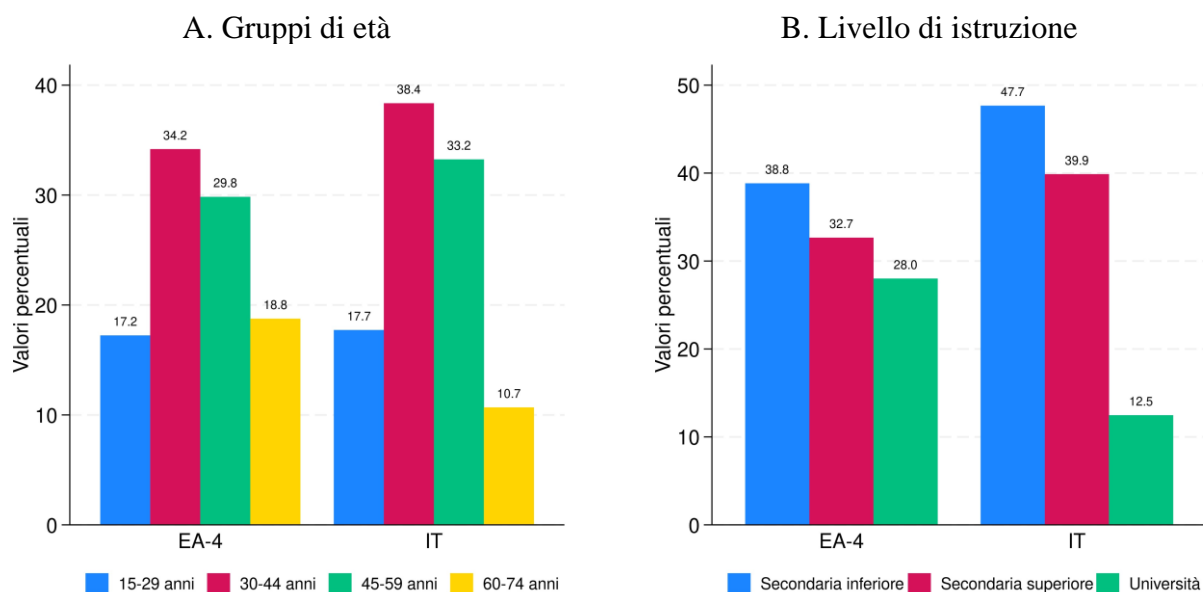 A. Gruppi di età
40
30
20
10
0
Valori percentuali
17.2
34.2
29.8
18.8
17.7
38.4
33.2
10.7
EA-4
IT
15-29 anni
30-44 anni
45-59 anni
60-74 anni
B. Livello di istruzione
50
40
30
20
10
0
Valori percentuali
38.8
32.7
28.0
47.7
39.9
12.5
EA-4
IT
Secondaria inferiore
Secondaria superiore
Università